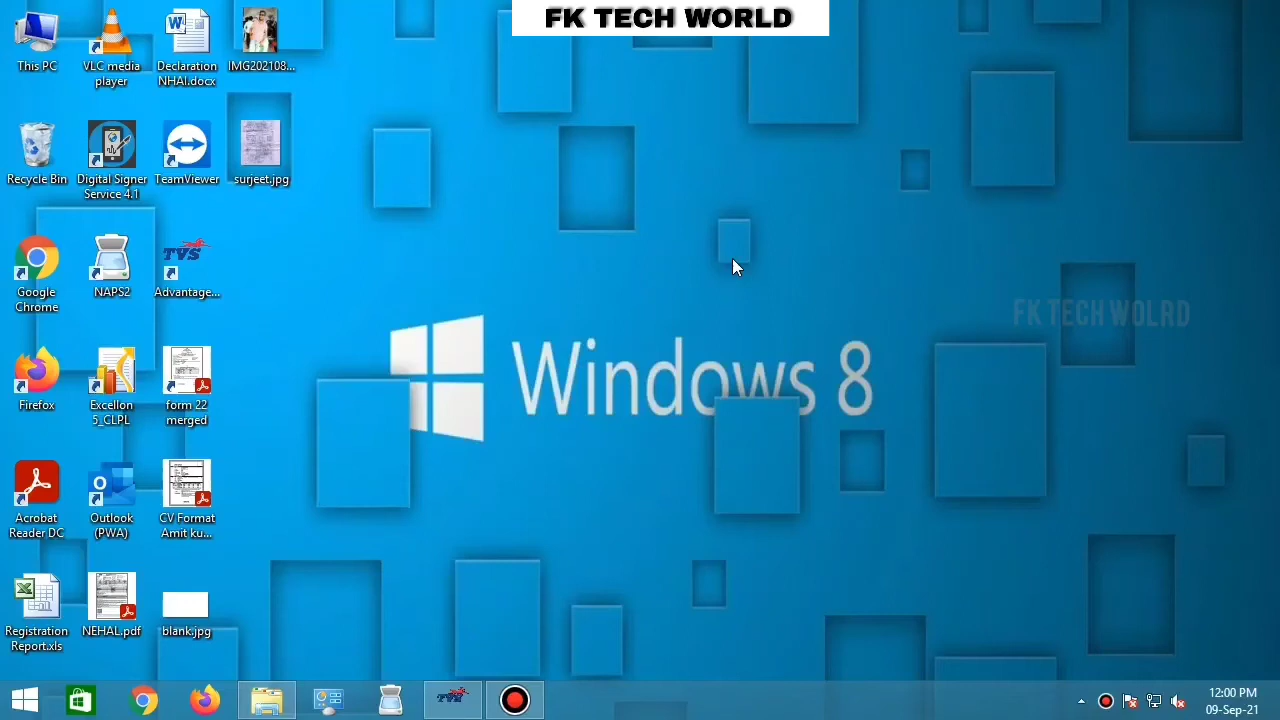 FK TECH WORLD
This PC
VLC media
player
Declaration
NHAI.docx
IMG202108...
Recycle Bin
Digital Signer
Service 4.1
TeamViewer
surjeet.jpg
Google
Chrome
NAPS2
TVS
Advantage...
FK TECH WOLRD
Windows 8
Firefox
Excellon
5_CLPL
form 22
merged
Acrobat
Reader DC
Outlook
(PWA)
CV Format
Amit ku...
Registration
Report.xls
NEHAL.pdf
blank.jpg
TVS
12:00 PM
09-Sep-21